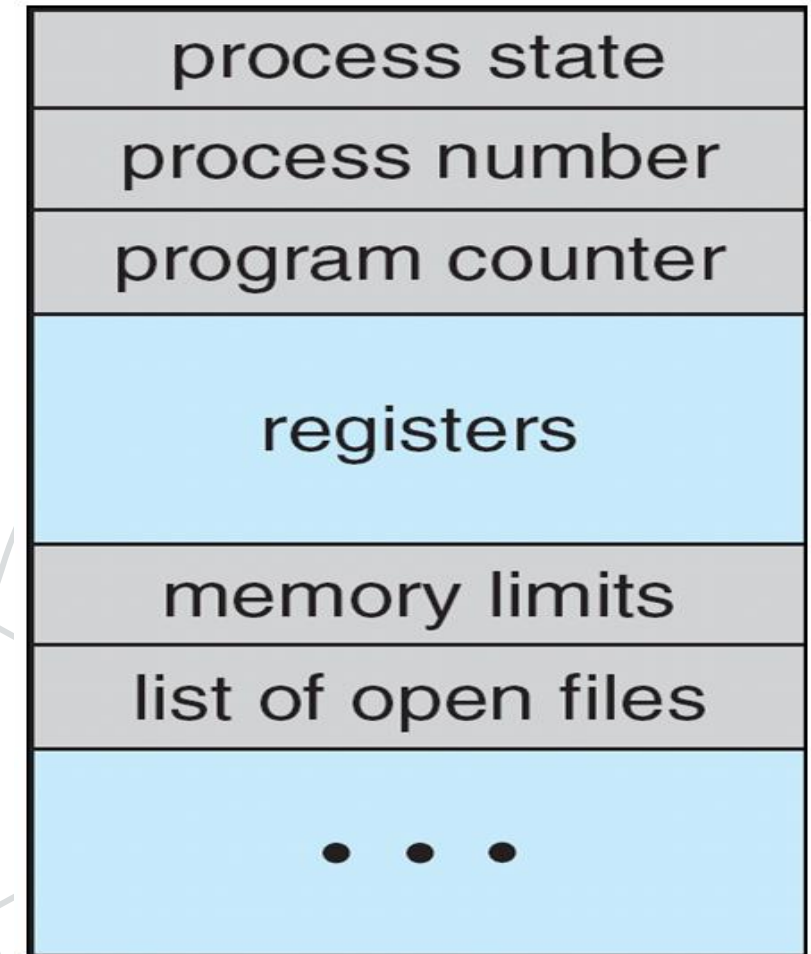 process state
process number
program counter
registers
memory limits
list of open files
• • •